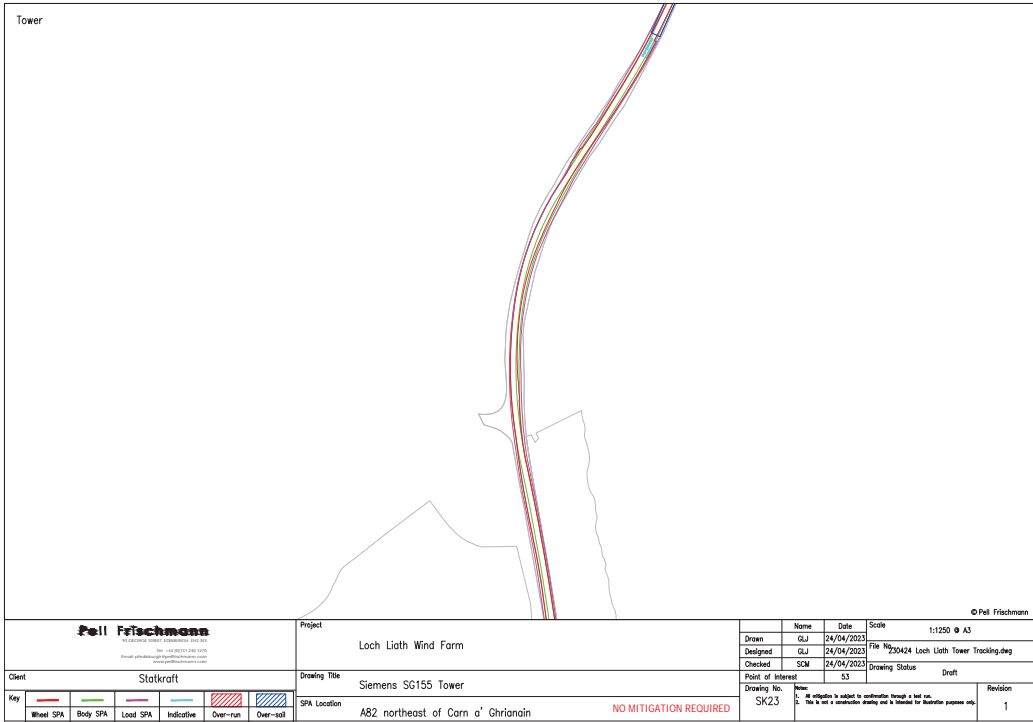 Tower
© Pell Frischmann
Pell Frischmann
93 GEORGE STREET, EDINBURGH, EH2 3ES
Tel: +44 (0)131 240 1270
Email: pfedinburgh@pellfrischmann.com
www.pellfrischmann.com
Client
Statkraft
Key
Wheel SPA Body SPA Load SPA Indicative Over-run Over-sail
Project
Loch Liath Wind Farm
Drawing Title
Siemens SG155 Tower
SPA Location
A82 northeast of Carn a' Ghrianain
NO MITIGATION REQUIRED
Name Date
Drawn GLJ 24/04/2023
Designed GLJ 24/04/2023
Checked SCM 24/04/2023
Point of Interest 53
Scale
1:1250 @ A3
File No.
230424 Loch Liath Tower Tracking.dwg
Drawing Status
Draft
Drawing No.
SK23
Notes:
1. All mitigation is subject to confirmation through a test run.
2. This is not a construction drawing and is intended for illustration purposes only.
Revision
1